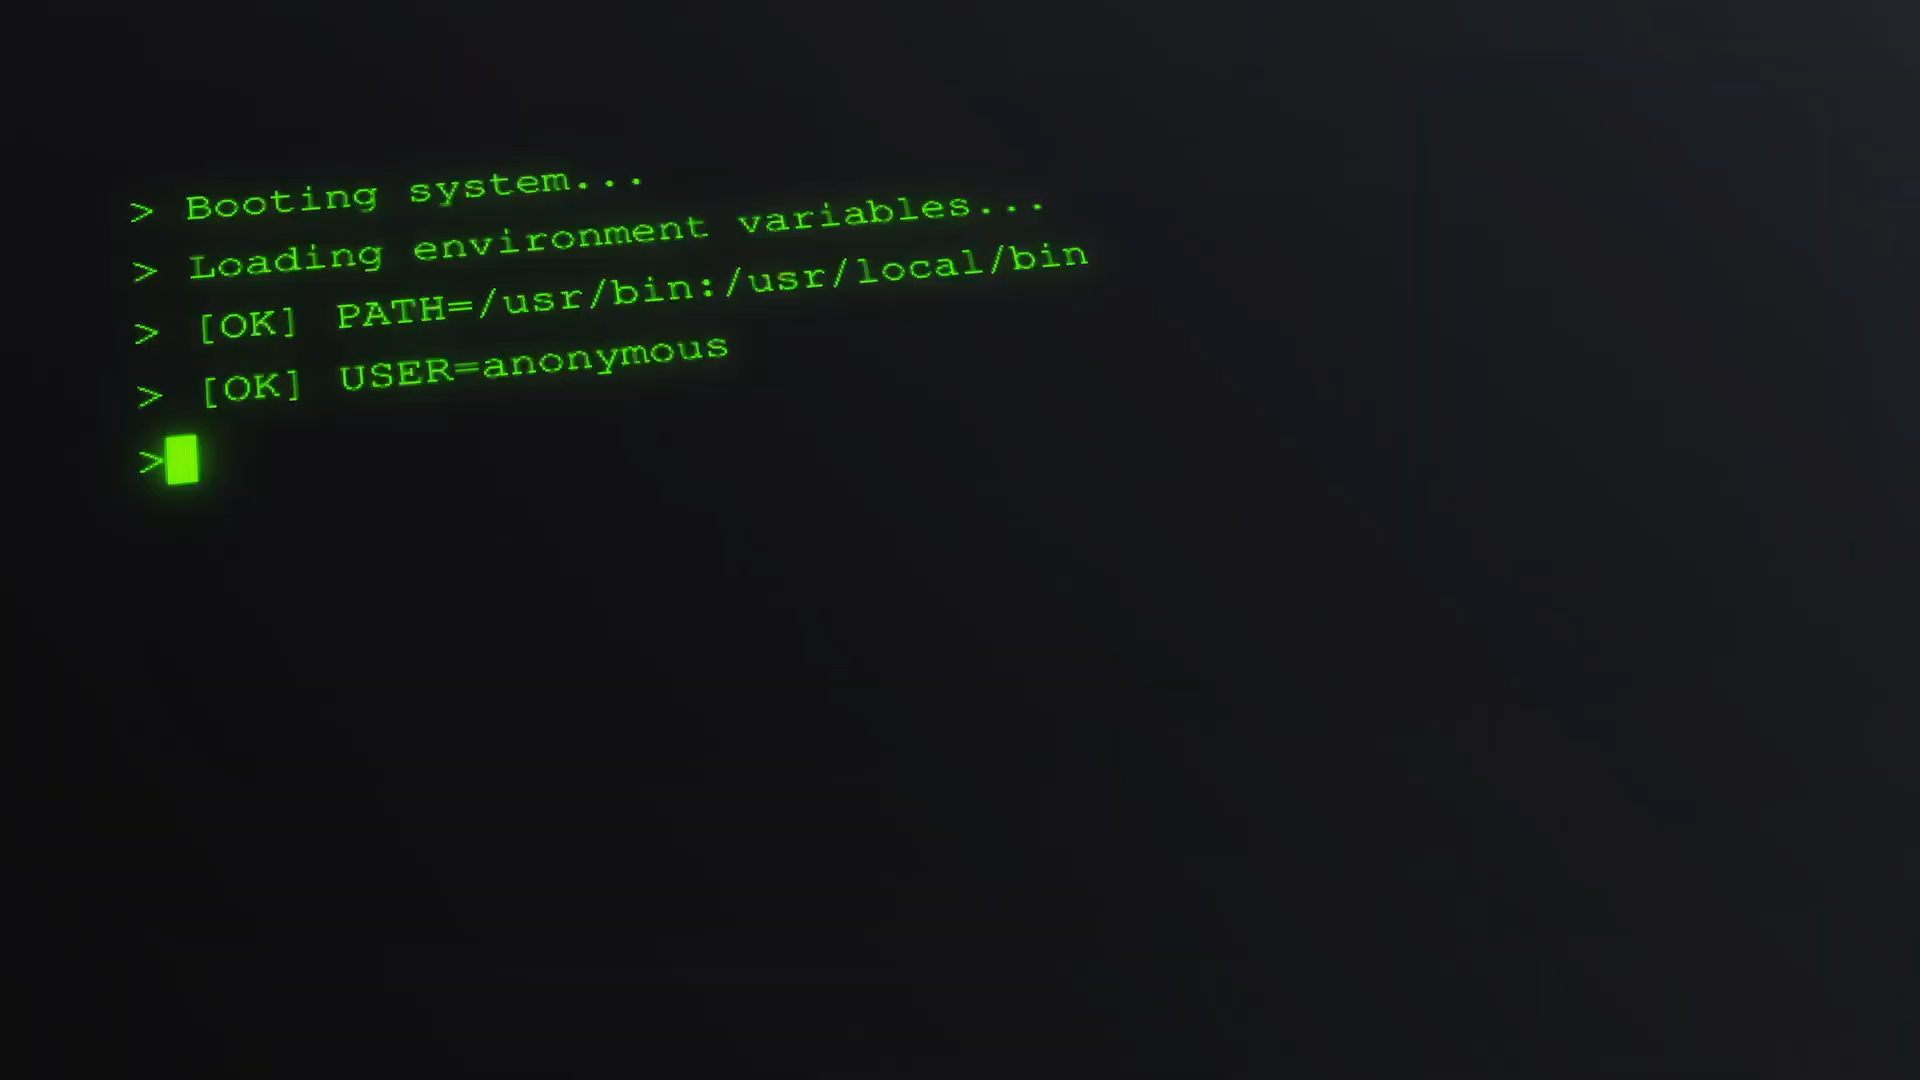 > Booting system...
> Loading environment variables...
> [OK] PATH=/usr/bin:/usr/local/bin
> [OK] USER=anonymous
>